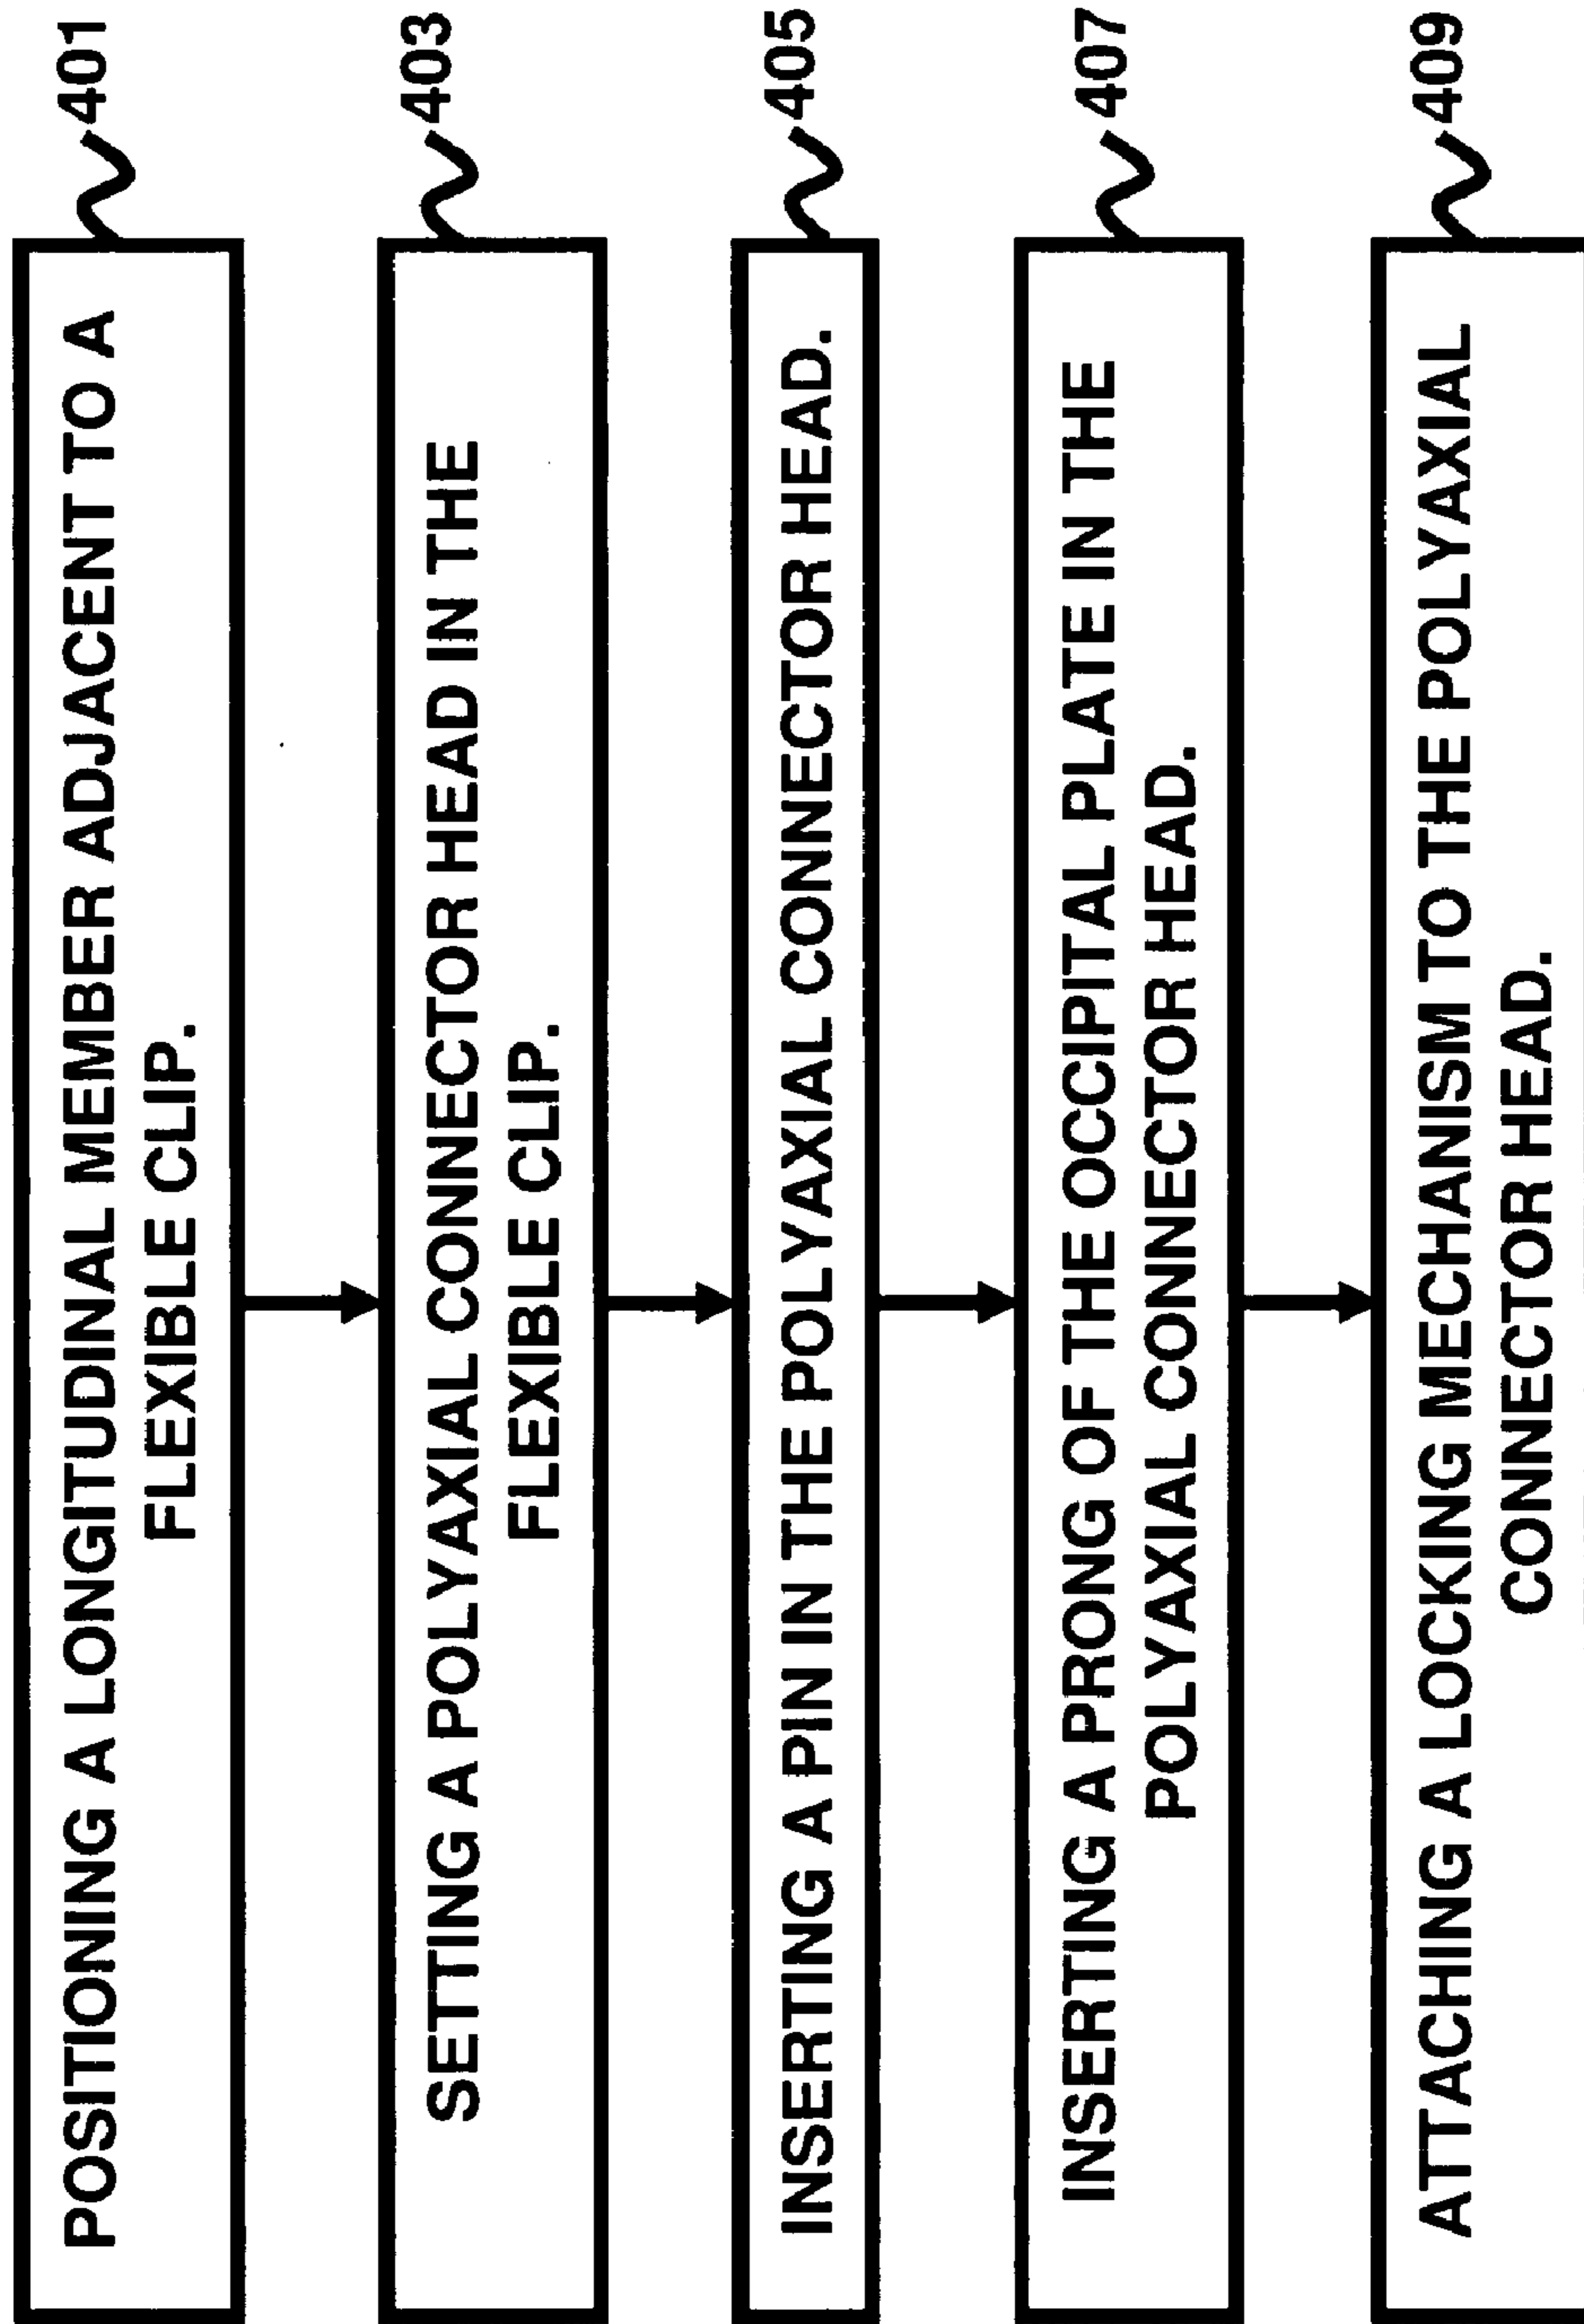 POSITIONING A LONGITUDINAL MEMBER ADJACENT TO A
FLEXIBLE CLIP.
401
SETTING A POLYAXIAL CONNECTOR HEAD IN THE
FLEXIBLE CLIP.
403
INSERTING A PIN IN THE POLYAXIAL CONNECTOR HEAD.
405
INSERTING A PRONG OF THE OCCIPITAL PLATE IN THE
POLYAXIAL CONNECTOR HEAD.
407
ATTACHING A LOCKING MECHANISM TO THE POLYAXIAL
CONNECTOR HEAD.
409